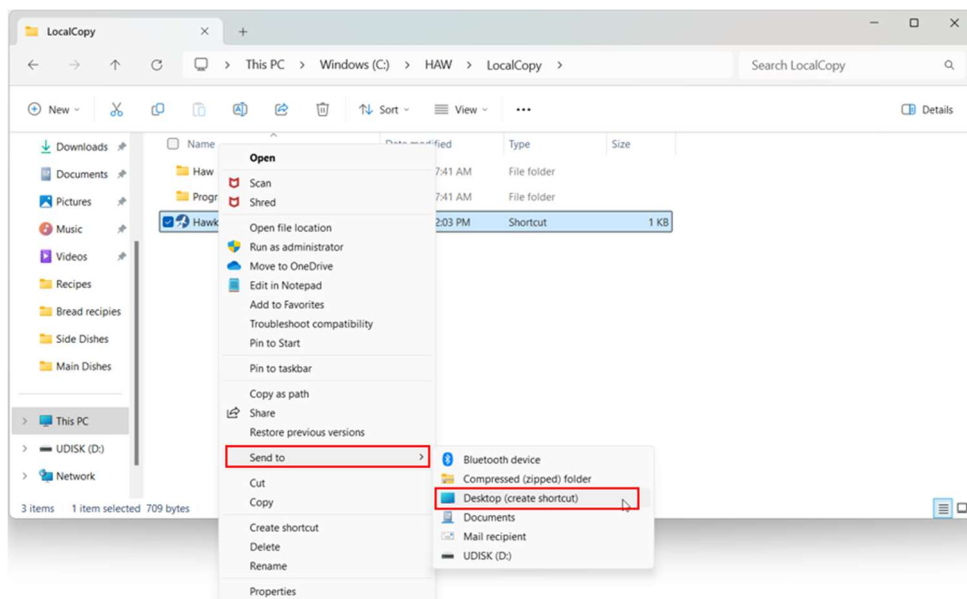 LocalCopy
This PC > Windows (C:) > HAW > LocalCopy >
Search LocalCopy
New
Sort
View
Details
Name
Date modified
Type
Size
Downloads
Documents
Pictures
Music
Videos
Recipes
Bread recipies
Side Dishes
Main Dishes
This PC
UDISK (D:)
Network
Haw
7:41 AM
File folder
Progr
7:41 AM
File folder
Hawk
2:03 PM
Shortcut
1 KB
Open
Scan
Shred
Open file location
Run as administrator
Move to OneDrive
Edit in Notepad
Add to Favorites
Troubleshoot compatibility
Pin to Start
Pin to taskbar
Copy as path
Share
Restore previous versions
Send to
Cut
Copy
Create shortcut
Delete
Rename
Properties
Bluetooth device
Compressed (zipped) folder
Desktop (create shortcut)
Documents
Mail recipient
UDISK (D:)
3 items
1 item selected 709 bytes